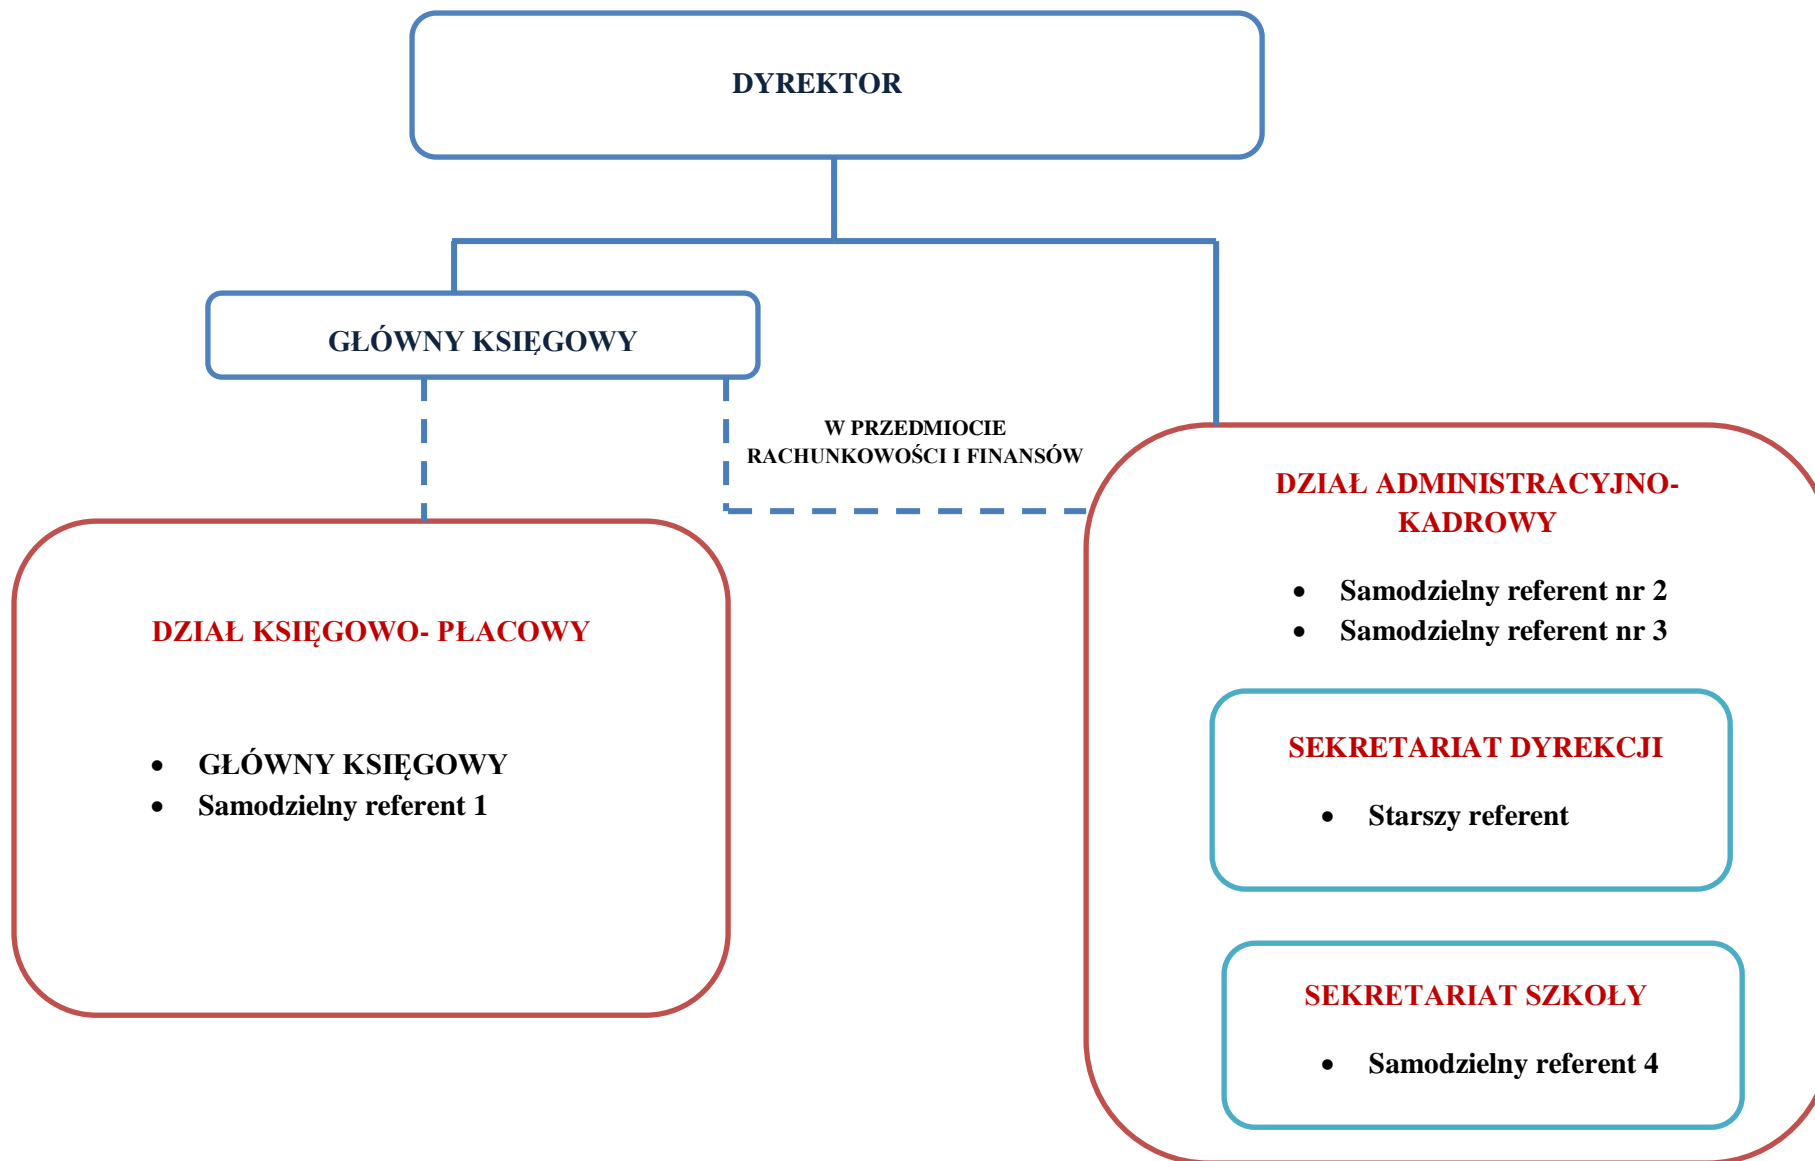 DYREKTOR
GŁÓWNY KSIĘGOWY
W PRZEDMIOCIE
RACHUNKOWOŚCI I FINANSÓW
DZIAŁ KSIĘGOWO- PŁACOWY
• GŁÓWNY KSIĘGOWY
• Samodzielny referent 1
DZIAŁ ADMINISTRACYJNO-
KADROWY
• Samodzielny referent nr 2
• Samodzielny referent nr 3
SEKRETARIAT DYREKCJI
• Starszy referent
SEKRETARIAT SZKOŁY
• Samodzielny referent 4